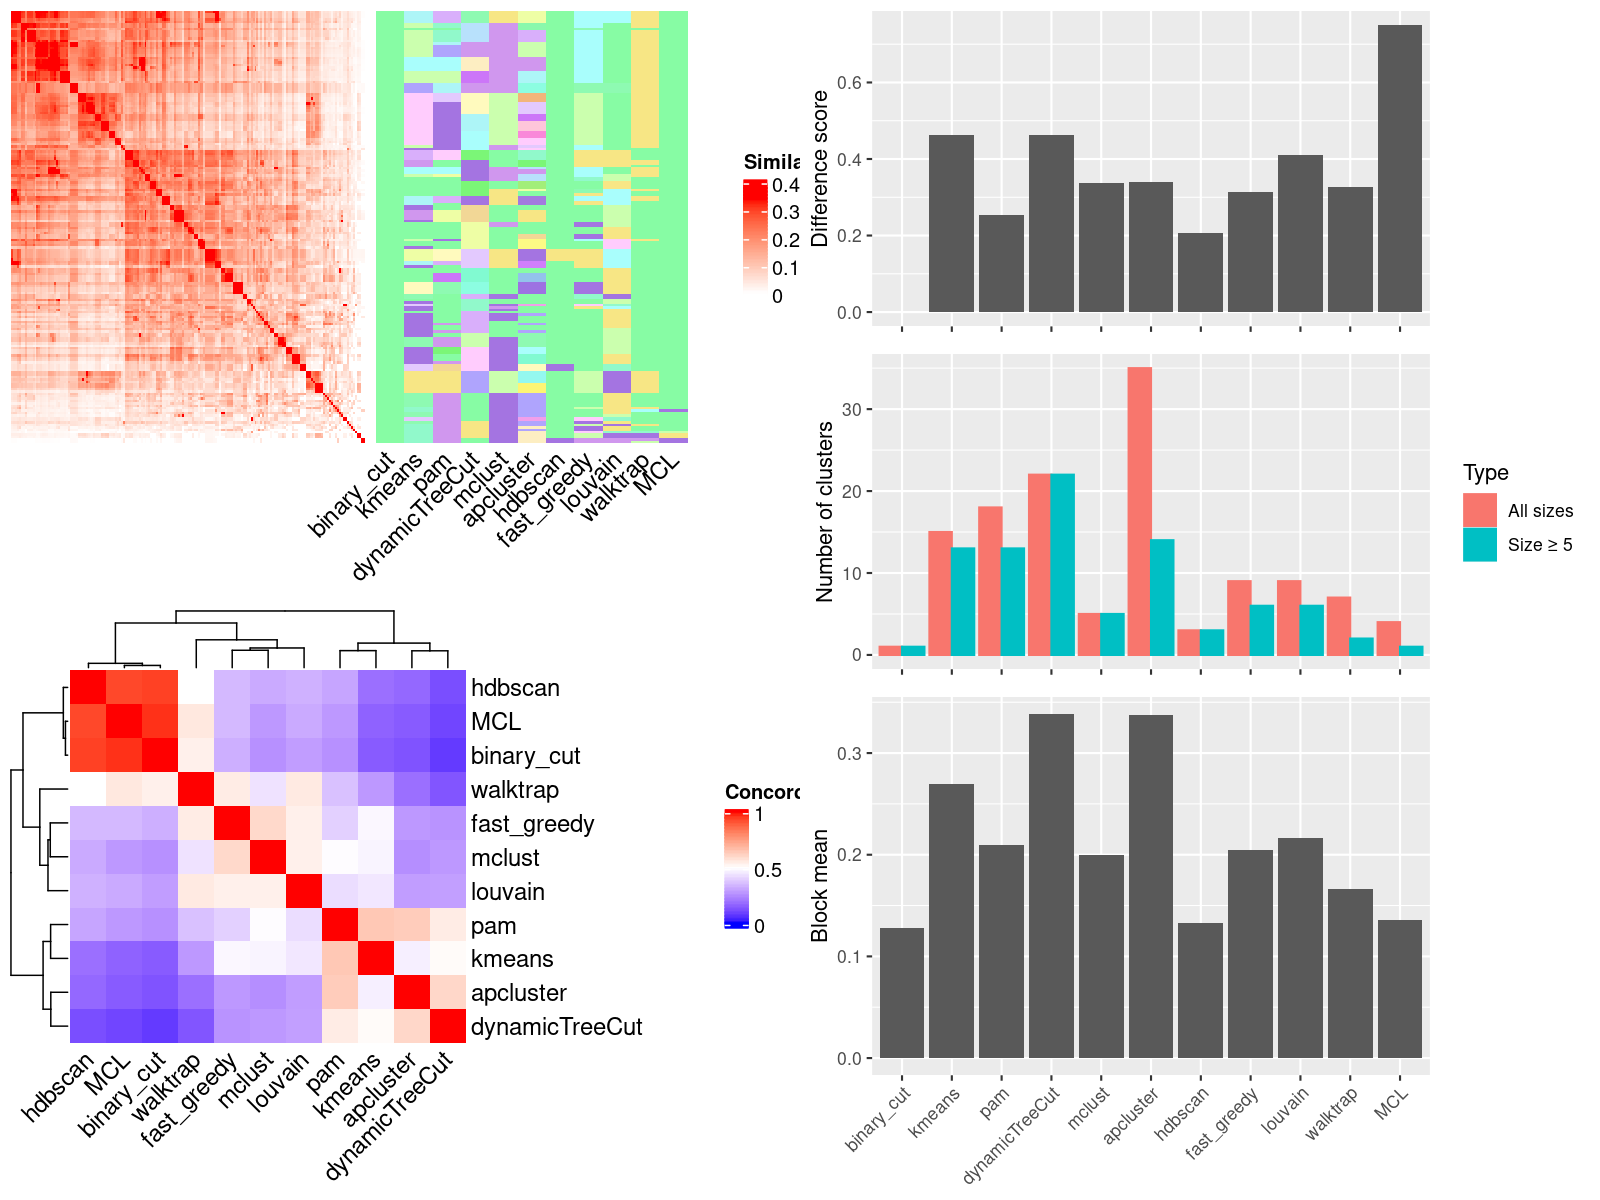 Simila
0.4
0.3
0.2
0.1
0
binary_cut
kmeans
pam
dynamicTreeCut
mclust
apcluster
hdbscan
fast_greedy
louvain
walktrap
MCL
Difference score
0.6
0.4
0.2
0.0
Number of clusters
30
20
10
0
Type
All sizes
Size ≥ 5
hdbscan
MCL
binary_cut
walktrap
fast_greedy
mclust
louvain
pam
kmeans
apcluster
dynamicTreeCut
hdbscan
MCL
binary_cut
walktrap
fast_greedy
mclust
louvain
pam
kmeans
apcluster
dynamicTreeCut
Concor
1
0.5
0
Block mean
0.3
0.2
0.1
0.0
binary_cut
kmeans
pam
dynamicTreeCut
mclust
apcluster
hdbscan
fast_greedy
louvain
walktrap
MCL